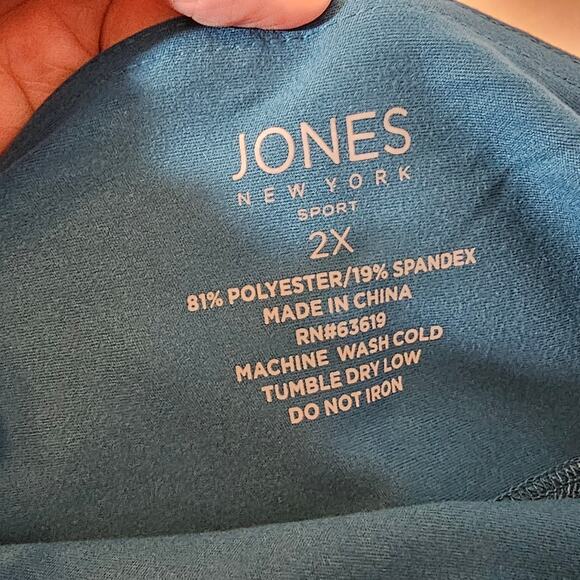 JONES
NEW YORK
SPORT
2X
81% POLYESTER/19% SPANDEX
MADE IN CHINA
RN#63619
MACHINE WASH COLD
TUMBLE DRY LOW
DO NOT IRON